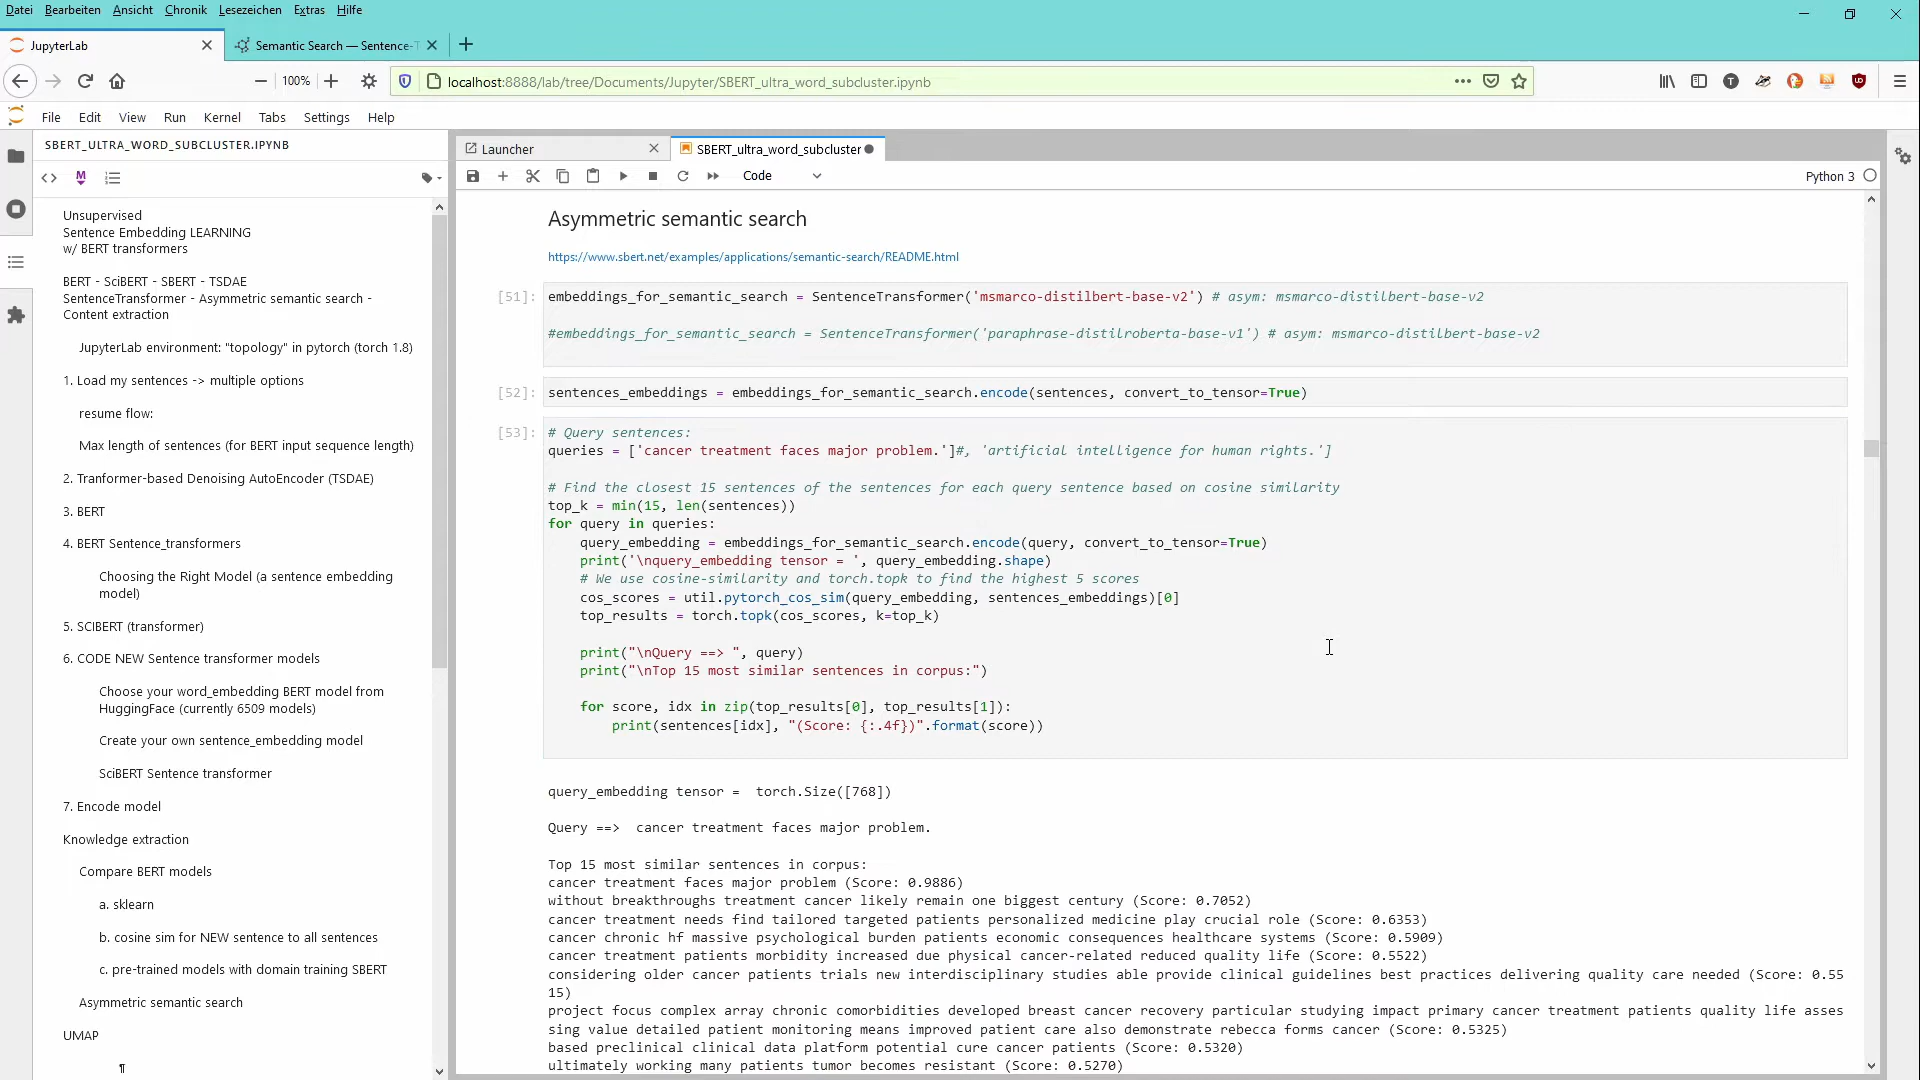 Datei Bearbeiten Ansicht Chronik Lesezeichen Extras Hilfe
JupyterLab
Semantic Search — Sentence-T
100%
localhost:8888/lab/tree/Documents/Jupyter/SBERT_ultra_word_subcluster.ipynb
File Edit View Run Kernel Tabs Settings Help
SBERT_ULTRA_WORD_SUBCLUSTER.IPYNB
Launcher
SBERT_ultra_word_subcluster
Code
Python 3
Unsupervised
Sentence Embedding LEARNING
w/ BERT transformers
BERT - SciBERT - SBERT - TSDAE
SentenceTransformer - Asymmetric semantic search -
Content extraction
JupyterLab environment: "topology" in pytorch (torch 1.8)
1. Load my sentences -> multiple options
resume flow:
Max length of sentences (for BERT input sequence length)
2. Tranformer-based Denoising AutoEncoder (TSDAE)
3. BERT
4. BERT Sentence_transformers
Choosing the Right Model (a sentence embedding
model)
5. SCIBERT (transformer)
6. CODE NEW Sentence transformer models
Choose your word_embedding BERT model from
HuggingFace (currently 6509 models)
Create your own sentence_embedding model
SciBERT Sentence transformer
7. Encode model
Knowledge extraction
Compare BERT models
a. sklearn
b. cosine sim for NEW sentence to all sentences
c. pre-trained models with domain training SBERT
Asymmetric semantic search
UMAP
¶
Asymmetric semantic search
https://www.sbert.net/examples/applications/semantic-search/README.html
[51]: embeddings_for_semantic_search = SentenceTransformer('msmarco-distilbert-base-v2') # asym: msmarco-distilbert-base-v2
#embeddings_for_semantic_search = SentenceTransformer('paraphrase-distilroberta-base-v1') # asym: msmarco-distilbert-base-v2
[52]: sentences_embeddings = embeddings_for_semantic_search.encode(sentences, convert_to_tensor=True)
[53]: # Query sentences:
queries = ['cancer treatment faces major problem.']#, 'artificial intelligence for human rights.']
# Find the closest 15 sentences of the sentences for each query sentence based on cosine similarity
top_k = min(15, len(sentences))
for query in queries:
    query_embedding = embeddings_for_semantic_search.encode(query, convert_to_tensor=True)
    print('\nquery_embedding tensor = ', query_embedding.shape)
    # We use cosine-similarity and torch.topk to find the highest 5 scores
    cos_scores = util.pytorch_cos_sim(query_embedding, sentences_embeddings)[0]
    top_results = torch.topk(cos_scores, k=top_k)
    print("\nQuery ==> ", query)
    print("\nTop 15 most similar sentences in corpus:")
    for score, idx in zip(top_results[0], top_results[1]):
        print(sentences[idx], "(Score: {:.4f})".format(score))
query_embedding tensor =  torch.Size([768])
Query ==>  cancer treatment faces major problem.
Top 15 most similar sentences in corpus:
cancer treatment faces major problem (Score: 0.9886)
without breakthroughs treatment cancer likely remain one biggest century (Score: 0.7052)
cancer treatment needs find tailored targeted patients personalized medicine play crucial role (Score: 0.6353)
cancer chronic hf massive psychological burden patients economic consequences healthcare systems (Score: 0.5909)
cancer treatment patients morbidity increased due physical cancer-related reduced quality life (Score: 0.5522)
considering older cancer patients trials new interdisciplinary studies able provide clinical guidelines best practices delivering quality care needed (Score: 0.55
15)
project focus complex array chronic comorbidities developed breast cancer recovery particular studying impact primary cancer treatment patients quality life asses
sing value detailed patient monitoring means improved patient care also demonstrate rebecca forms cancer (Score: 0.5325)
based preclinical clinical data platform potential cure cancer patients (Score: 0.5320)
ultimately working many patients tumor becomes resistant (Score: 0.5270)